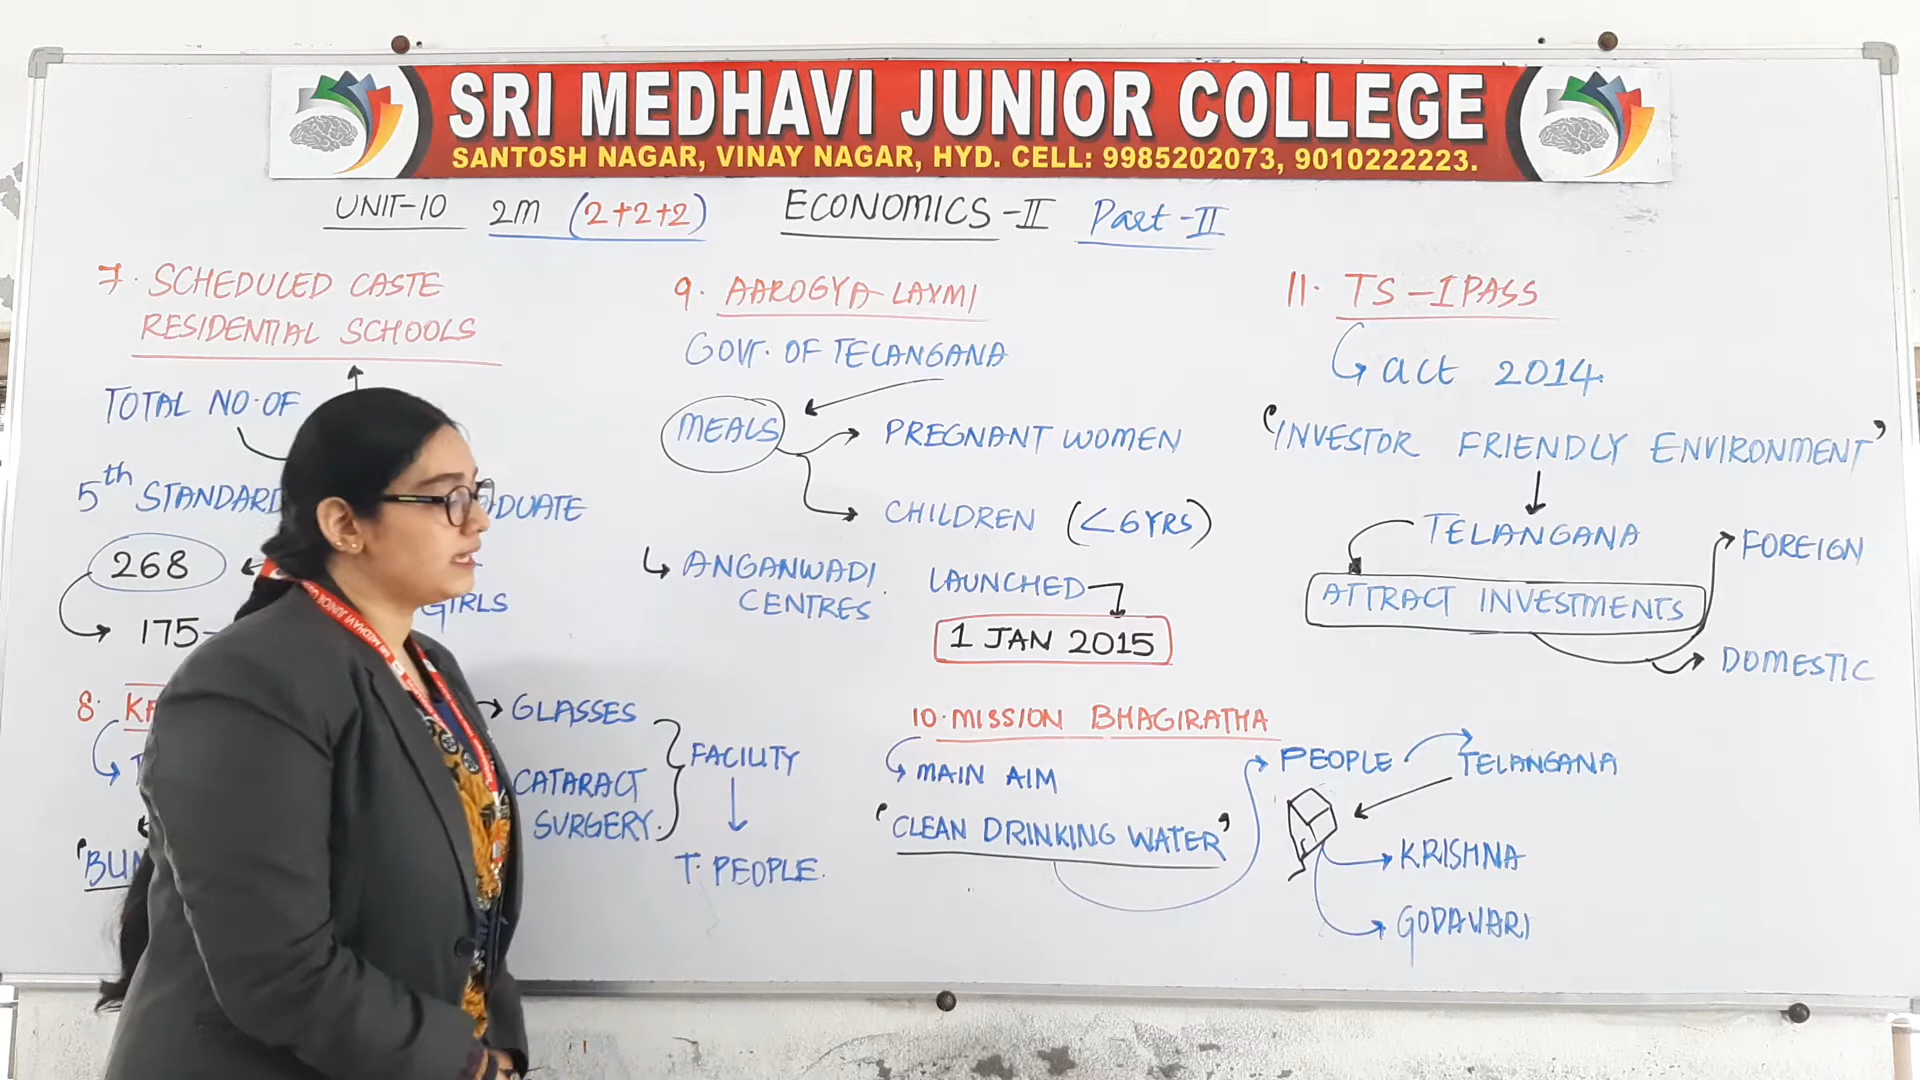 SRI MEDHAVI JUNIOR COLLEGE
SANTOSH NAGAR, VINAY NAGAR, HYD. CELL: 9985202073, 9010222223.
UNIT-10 2M (2+2+2) ECONOMICS-II Part-II
7. SCHEDULED CASTE
RESIDENTIAL SCHOOLS
TOTAL NO. OF
5th STANDARD
268
GIRLS
175-
8.
GLASSES
CATARACT
SURGERY.
FACILITY
T. PEOPLE.
9. AAROGYA-LAXMI
GOVT. OF TELANGANA
MEALS
PREGNANT WOMEN
CHILDREN (<6YRS)
ANGANWADI
CENTRES
LAUNCHED
1 JAN 2015
10. MISSION BHAGIRATHA
MAIN AIM
'CLEAN DRINKING WATER'
PEOPLE
TELANGANA
KRISHNA
GODAVARI
11. TS-IPASS
act 2014.
'INVESTOR FRIENDLY ENVIRONMENT'
TELANGANA
ATTRACT INVESTMENTS
FOREIGN
DOMESTIC